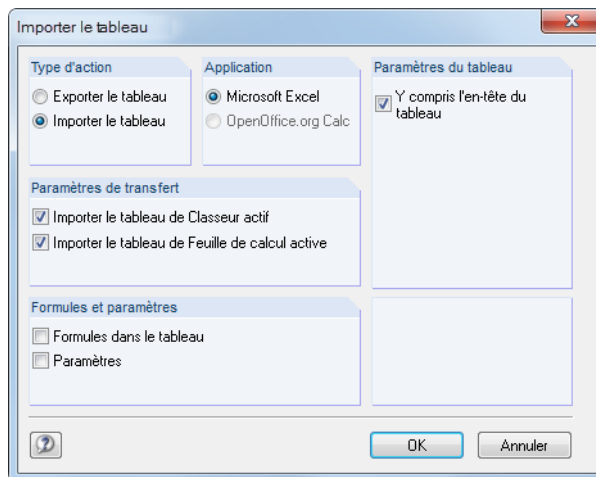 Importer le tableau
Type d'action
Exporter le tableau
Importer le tableau
Application
Microsoft Excel
OpenOffice.org Calc
Paramètres du tableau
Y compris l'en-tête du
tableau
Paramètres de transfert
Importer le tableau de Classeur actif
Importer le tableau de Feuille de calcul active
Formules et paramètres
Formules dans le tableau
Paramètres
OK
Annuler